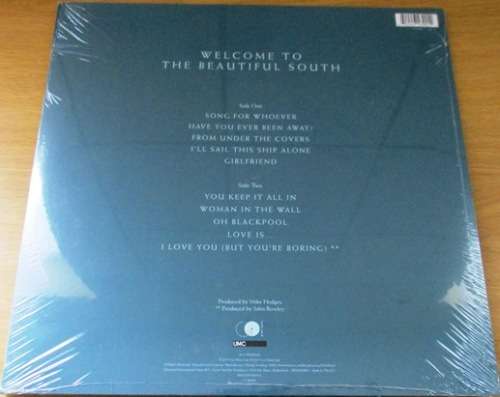 WELCOME TO
THE BEAUTIFUL SOUTH
Side One
SONG FOR WHOEVER
HAVE YOU EVER BEEN AWAY?
FROM UNDER THE COVERS
I'LL SAIL THIS SHIP ALONE
GIRLFRIEND
Side Two
YOU KEEP IT ALL IN
WOMAN IN THE WALL
OH BLACKPOOL
LOVE IS...
I LOVE YOU (BUT YOU'RE BORING) **
Produced by Mike Hedges
** Produced by John Rowley
GO!
UMC